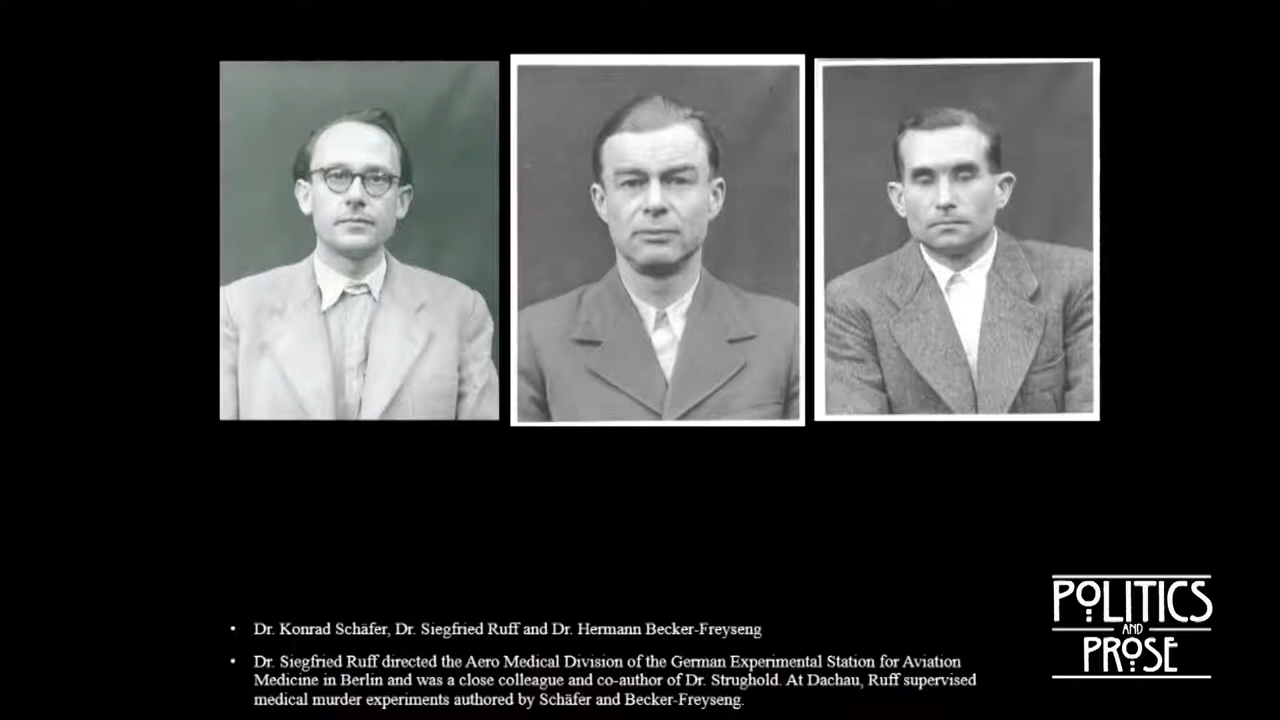 • Dr. Konrad Schäfer, Dr. Siegfried Ruff and Dr. Hermann Becker-Freyseng
• Dr. Siegfried Ruff directed the Aero Medical Division of the German Experimental Station for Aviation
Medicine in Berlin and was a close colleague and co-author of Dr. Strughold. At Dachau, Ruff supervised
medical murder experiments authored by Schäfer and Becker-Freyseng.
POLITICS
AND
PROSE